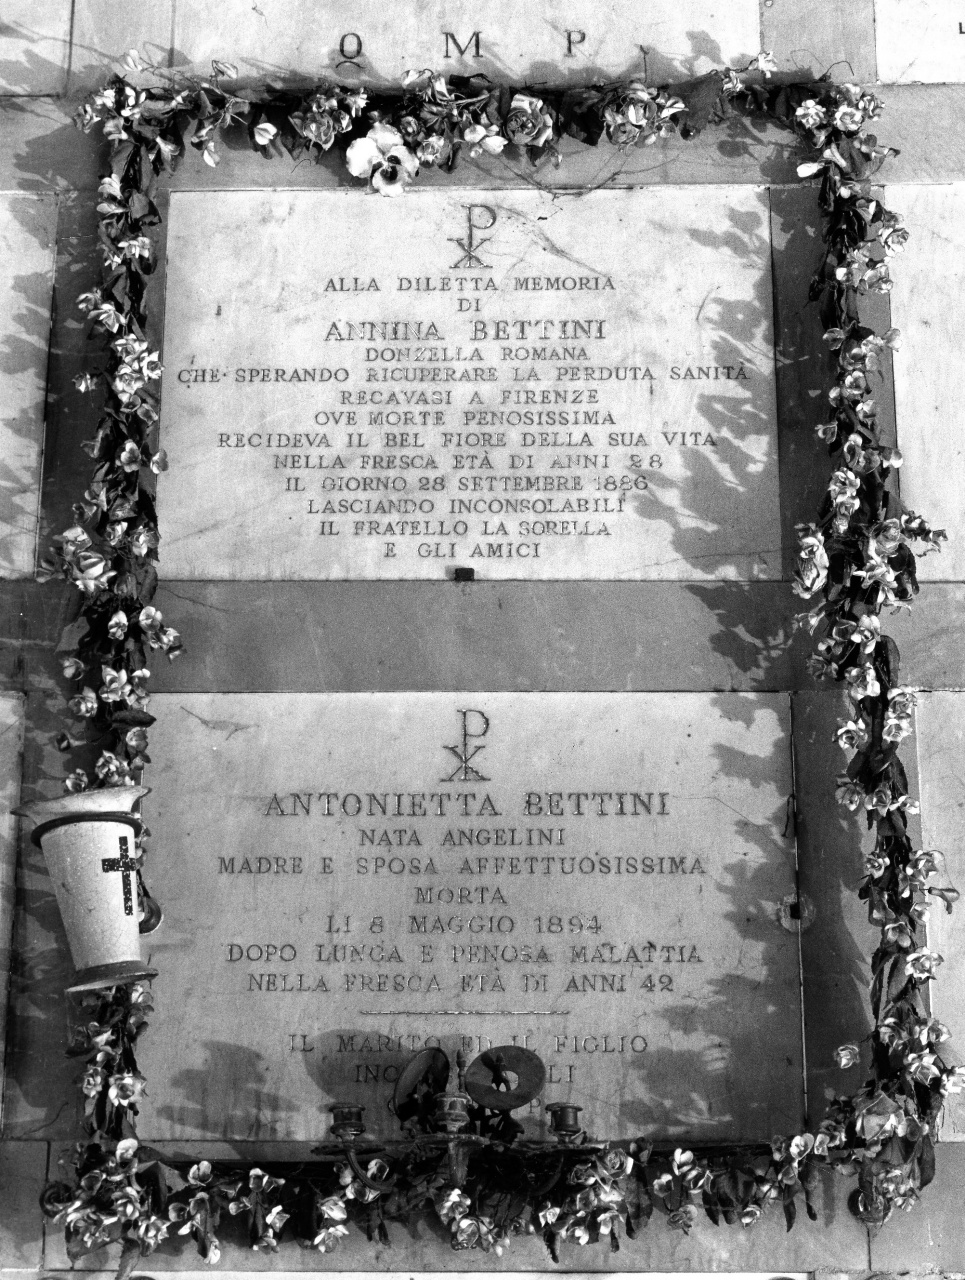 Q M P
ALLA DILETTA MEMORIA
DI
ANNINA BETTINI
DONZELLA ROMANA
CHE SPERANDO RICUPERARE LA PERDUTA SANITÀ
RECAVASI A FIRENZE
OVE MORTE PENOSISSIMA
RECIDEVA IL BEL FIORE DELLA SUA VITA
NELLA FRESCA ETÀ DI ANNI 28
IL GIORNO 28 SETTEMBRE 1886
LASCIANDO INCONSOLABILI
IL FRATELLO LA SORELLA
E GLI AMICI
ANTONIETTA BETTINI
NATA ANGELINI
MADRE E SPOSA AFFETTUOSISSIMA
MORTA
LI 8 MAGGIO 1894
DOPO LUNGA E PENOSA MALATTIA
NELLA FRESCA ETÀ DI ANNI 42
IL MARITO ED IL FIGLIO